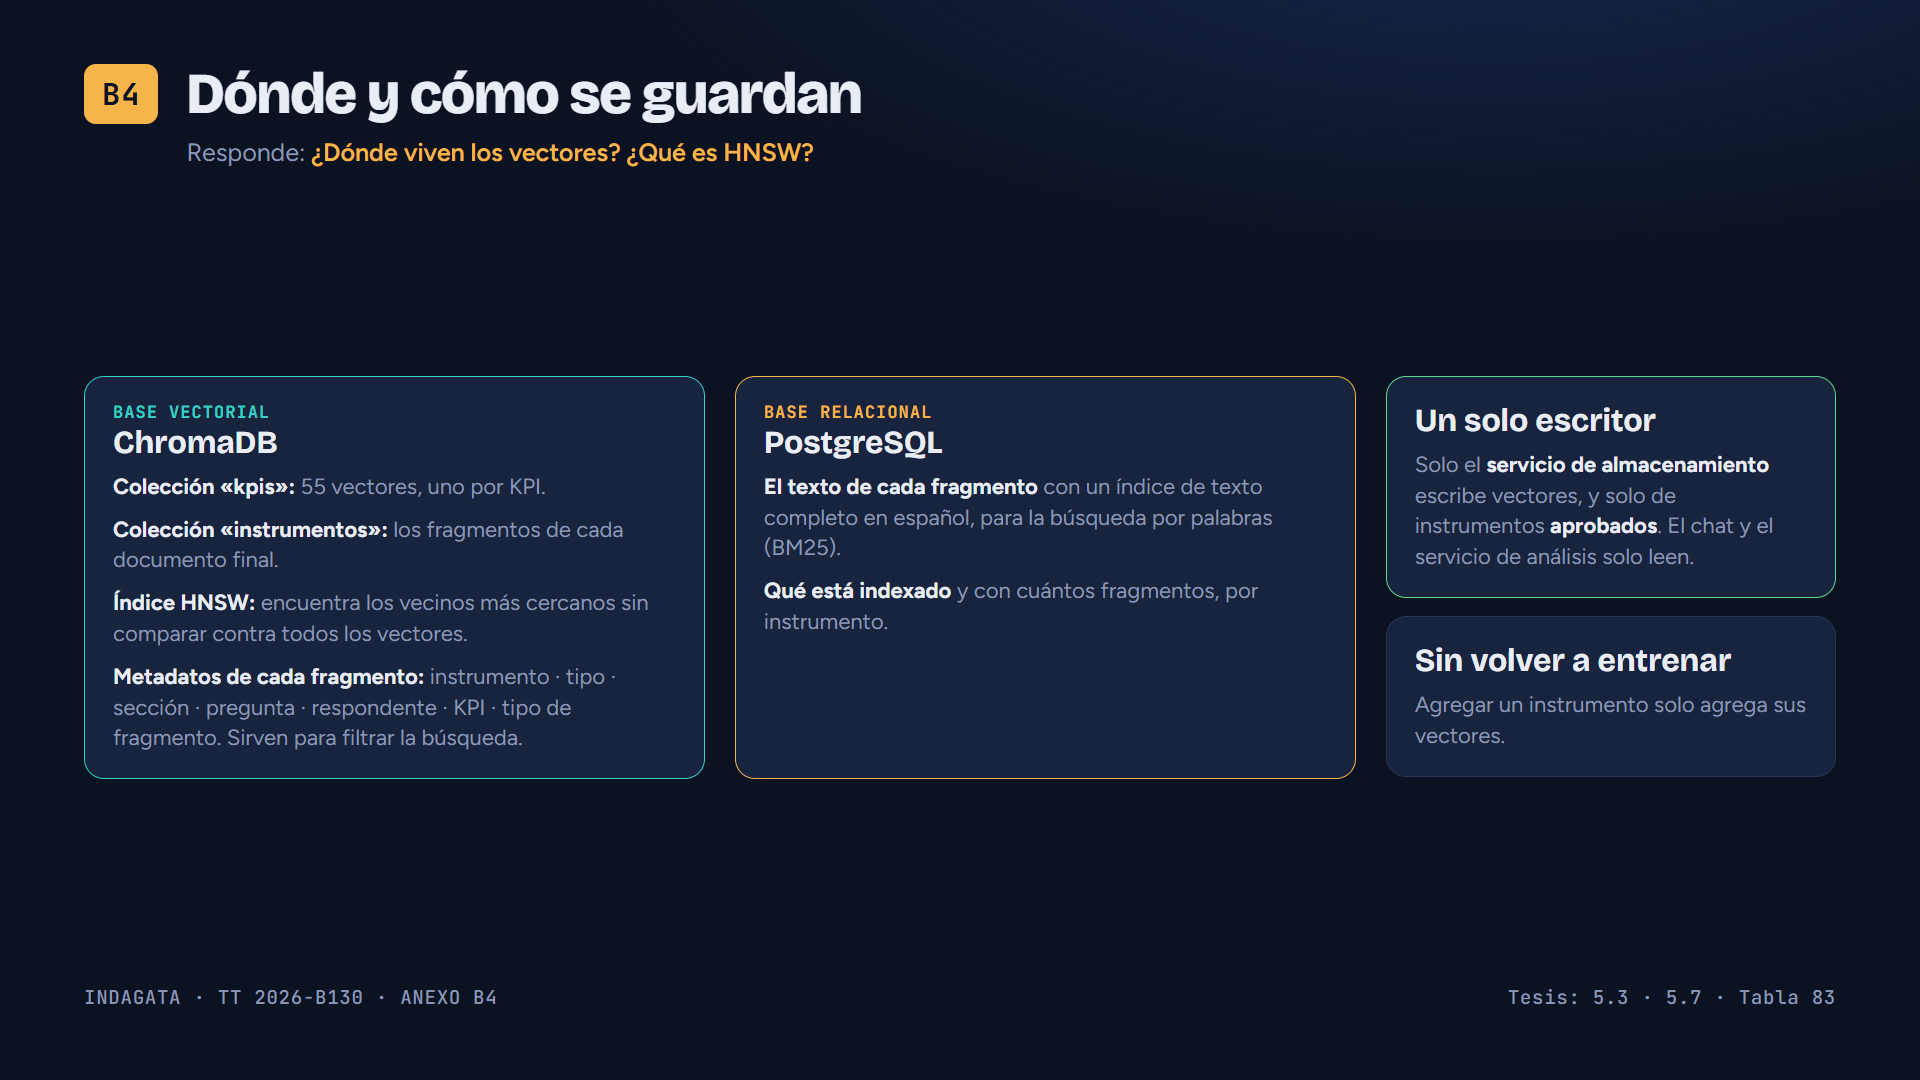 B4
Dónde y cómo se guardan
Responde: ¿Dónde viven los vectores? ¿Qué es HNSW?
BASE VECTORIAL
ChromaDB
Colección «kpis»: 55 vectores, uno por KPI.
Colección «instrumentos»: los fragmentos de cada
documento final.
Índice HNSW: encuentra los vecinos más cercanos sin
comparar contra todos los vectores.
Metadatos de cada fragmento: instrumento · tipo ·
sección · pregunta · respondente · KPI · tipo de
fragmento. Sirven para filtrar la búsqueda.
BASE RELACIONAL
PostgreSQL
El texto de cada fragmento con un índice de texto
completo en español, para la búsqueda por palabras
(BM25).
Qué está indexado y con cuántos fragmentos, por
instrumento.
Un solo escritor
Solo el servicio de almacenamiento
escribe vectores, y solo de
instrumentos aprobados. El chat y el
servicio de análisis solo leen.
Sin volver a entrenar
Agregar un instrumento solo agrega sus
vectores.
INDAGATA · TT 2026-B130 · ANEXO B4
Tesis: 5.3 · 5.7 · Tabla 83